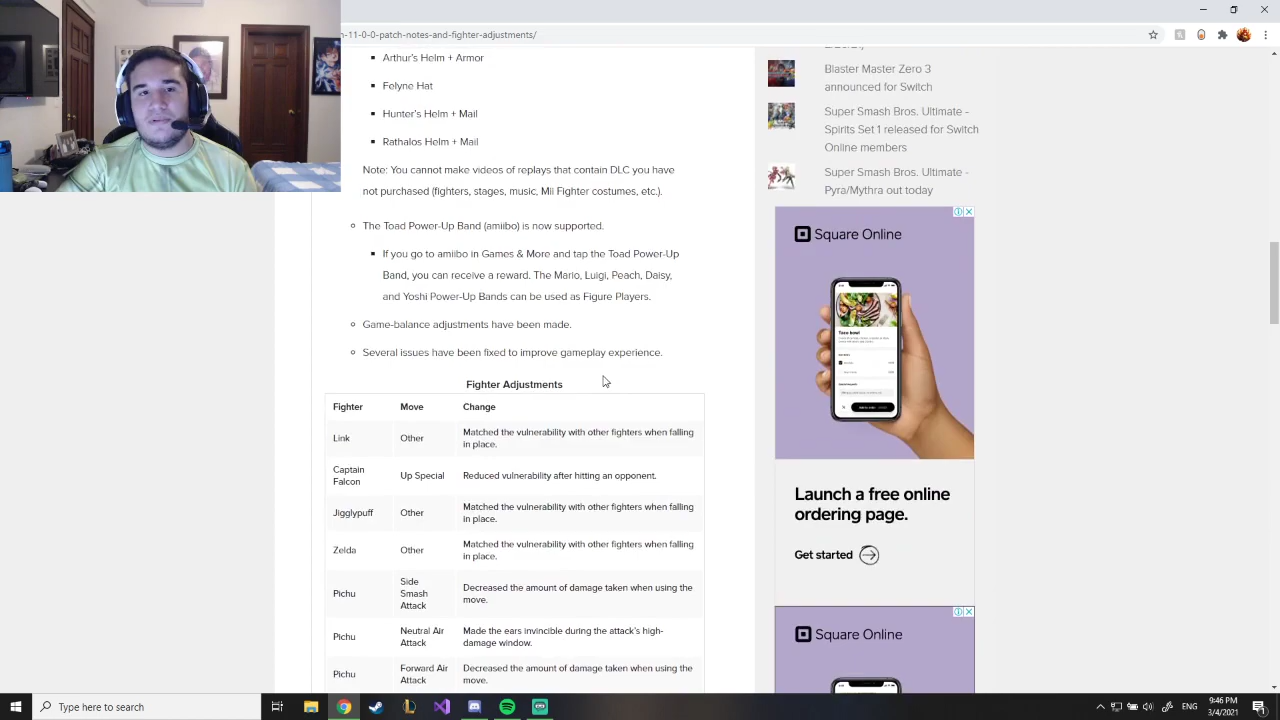 n-11-0-0-patch-notes-and-fighter-adjustments/
Arthur's Helm + Armor
Felyne Hat
Hunter's Helm + Mail
Rathalos Helm + Mail
Note: You cannot make videos of replays that contain DLC you have
not purchased (fighters, stages, music, Mii Fighter costumes, etc.).
The Toad Power-Up Band (amiibo) is now supported.
If you go to amiibo in Games & More and tap the Toad Power-Up
Band, you can receive a reward. The Mario, Luigi, Peach, Daisy,
and Yoshi Power-Up Bands can be used as Figure Players.
Game-balance adjustments have been made.
Several issues have been fixed to improve gameplay experience.
Fighter Adjustments
Fighter Move Change
Link Other Matched the vulnerability with other fighters when falling
in place.
Captain
Falcon Up Special Reduced vulnerability after hitting an opponent.
Jigglypuff Other Matched the vulnerability with other fighters when falling
in place.
Zelda Other Matched the vulnerability with other fighters when falling
in place.
Pichu Side
Smash
Attack Decreased the amount of damage taken when using the
move.
Pichu Neutral Air
Attack Made the ears invincible during the attack's high-
damage window.
Pichu Forward Air
Attack Decreased the amount of damage taken when using the
move.
Blaster Master Zero 3
announced for Switch
Super Smash Bros. Ultimate -
Spirits Set 1 released for Switch
Online members
Super Smash Bros. Ultimate -
Pyra/Mythra out today
Square Online
Taco bowl
Launch a free online
ordering page.
Get started
Square Online
Type here to search
ENG
9:46 PM
3/4/2021